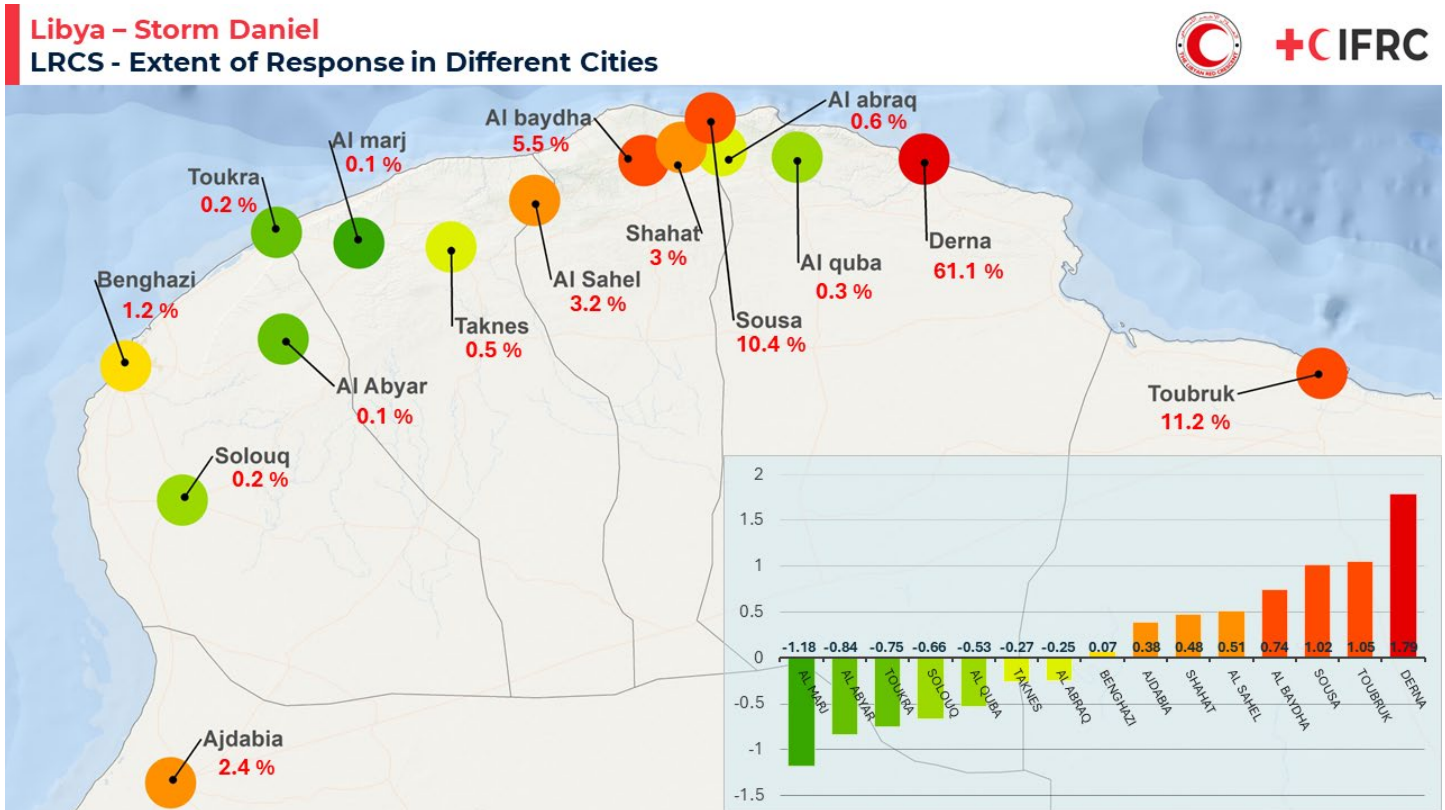 Libya – Storm Daniel
LRCS - Extent of Response in Different Cities
THE LIBYAN RED CRESCENT
IFRC
Al baydha
5.5 %
Al abraq
0.6 %
Al marj
0.1 %
Toukra
0.2 %
Shahat
3 %
Derna
61.1 %
Al quba
0.3 %
Benghazi
1.2 %
Al Sahel
3.2 %
Taknes
0.5 %
Sousa
10.4 %
Al Abyar
0.1 %
Toubruk
11.2 %
Solouq
0.2 %
Ajdabia
2.4 %
2
1.5
1
0.5
0
-0.5
-1
-1.5
-1.18 -0.84 -0.75 -0.66 -0.53 -0.27 -0.25 0.07 0.38 0.48 0.51 0.74 1.02 1.05 1.79
AL MARJ
AL ABYAR
TOUKRA
SOLOUQ
AL QUBA
TAKNES
AL ABRAQ
BENGHAZI
AJDABIA
SHAHAT
AL SAHEL
AL BAYDHA
SOUSA
TOUBRUK
DERNA